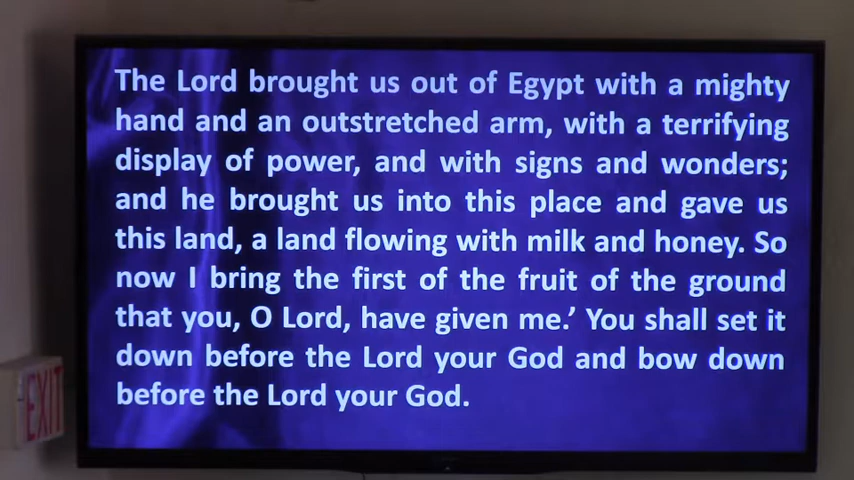 The Lord brought us out of Egypt with a mighty
hand and an outstretched arm, with a terrifying
display of power, and with signs and wonders;
and he brought us into this place and gave us
this land, a land flowing with milk and honey. So
now I bring the first of the fruit of the ground
that you, O Lord, have given me.’ You shall set it
down before the Lord your God and bow down
before the Lord your God.
EXIT